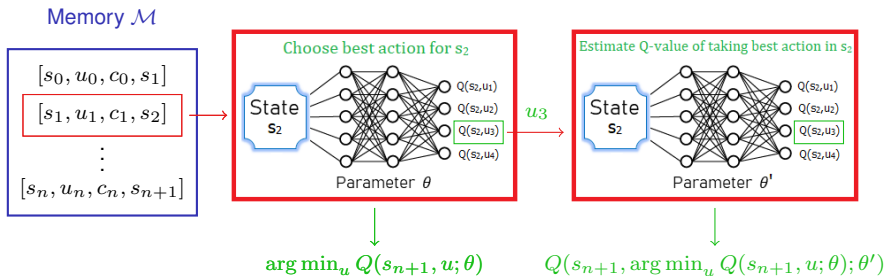 Memory ℳ
[s₀, u₀, c₀, s₁]
[s₁, u₁, c₁, s₂]
⋮
[sₙ, uₙ, cₙ, sₙ₊₁]
Choose best action for s₂
State
s₂
Q(s₂,u₁)
Q(s₂,u₂)
Q(s₂,u₃)
Q(s₂,u₄)
Parameter θ
arg minᵤ Q(sₙ₊₁, u; θ)
u₃
Estimate Q-value of taking best action in s₂
State
s₂
Q(s₂,u₁)
Q(s₂,u₂)
Q(s₂,u₃)
Q(s₂,u₄)
Parameter θ'
Q(sₙ₊₁, arg minᵤ Q(sₙ₊₁, u; θ); θ')